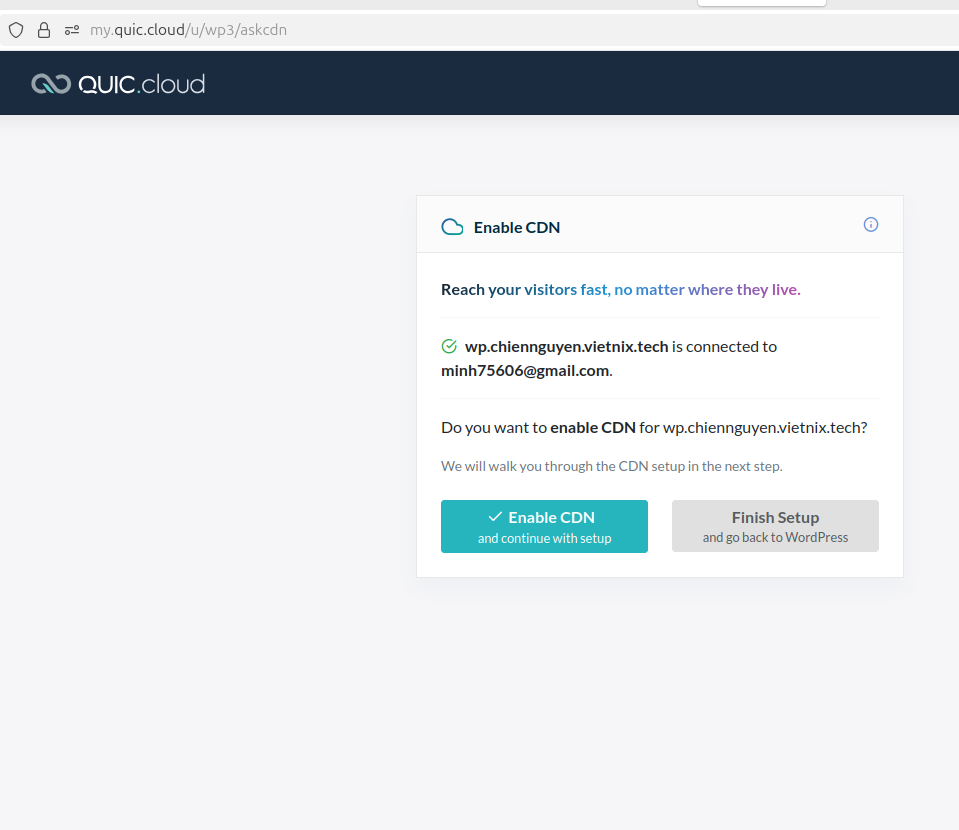 my.quic.cloud/u/wp3/askcdn
QUIC.cloud
Enable CDN
Reach your visitors fast, no matter where they live.
wp.chiennguyen.vietnix.tech is connected to
minh75606@gmail.com.
Do you want to enable CDN for wp.chiennguyen.vietnix.tech?
We will walk you through the CDN setup in the next step.
Enable CDN
and continue with setup
Finish Setup
and go back to WordPress